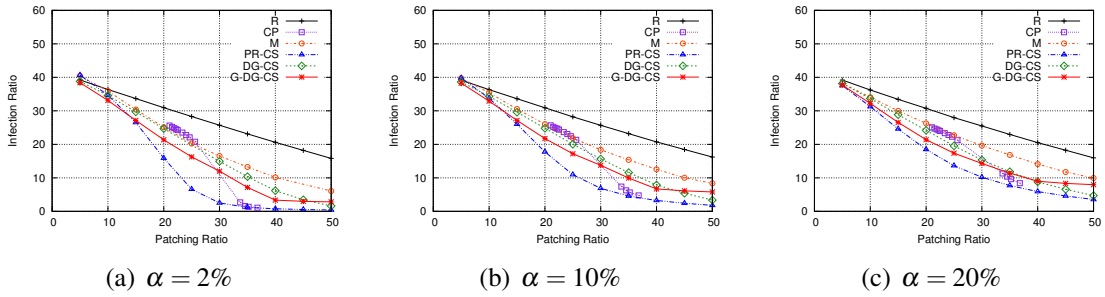 60
50
40
30
20
10
0
0 10 20 30 40 50
Infection Ratio
Patching Ratio
R
CP
M
PR-CS
DG-CS
G-DG-CS
(a) α = 2%
60
50
40
30
20
10
0
0 10 20 30 40 50
Infection Ratio
Patching Ratio
R
CP
M
PR-CS
DG-CS
G-DG-CS
(b) α = 10%
60
50
40
30
20
10
0
0 10 20 30 40 50
Infection Ratio
Patching Ratio
R
CP
M
PR-CS
DG-CS
G-DG-CS
(c) α = 20%